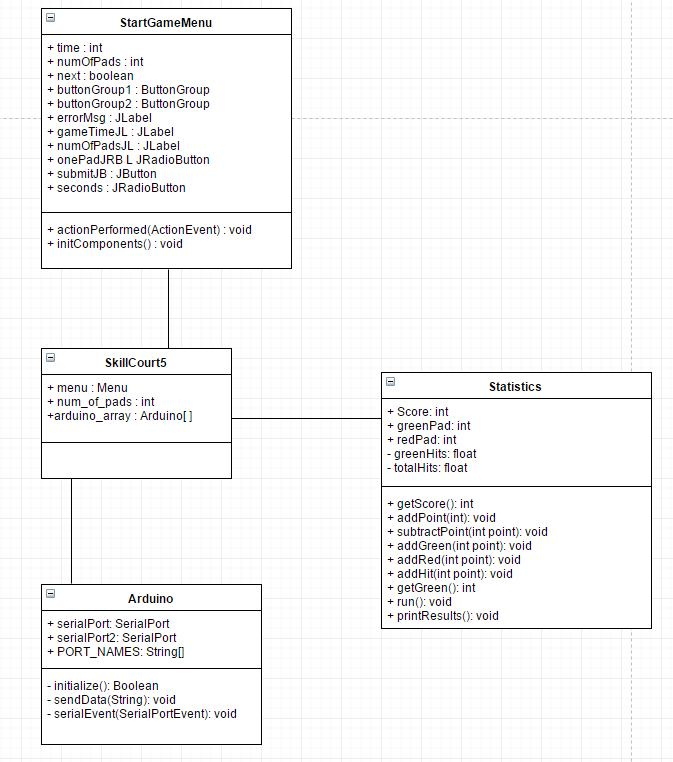 StartGameMenu
+ time : int
+ numOfPads : int
+ next : boolean
+ buttonGroup1 : ButtonGroup
+ buttonGroup2 : ButtonGroup
+ errorMsg : JLabel
+ gameTimeJL : JLabel
+ numOfPadsJL : JLabel
+ onePadJRB L JRadioButton
+ submitJB : JButton
+ seconds : JRadioButton
+ actionPerformed(ActionEvent) : void
+ initComponents() : void
SkillCourt5
+ menu : Menu
+ num_of_pads : int
+arduino_array : Arduino[ ]
Statistics
+ Score: int
+ greenPad: int
+ redPad: int
- greenHits: float
- totalHits: float
+ getScore(): int
+ addPoint(int): void
+ subtractPoint(int point): void
+ addGreen(int point): void
+ addRed(int point): void
+ addHit(int point): void
+ getGreen(): int
+ run(): void
+ printResults(): void
Arduino
+ serialPort: SerialPort
+ serialPort2: SerialPort
+ PORT_NAMES: String[]
- initialize(): Boolean
- sendData(String): void
- serialEvent(SerialPortEvent): void